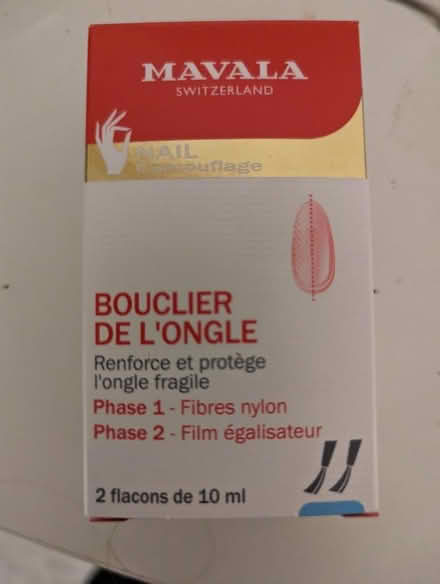 MAVALA
SWITZERLAND
NAIL
Camouflage
BOUCLIER
DE L'ONGLE
Renforce et protège
l'ongle fragile
Phase 1 - Fibres nylon
Phase 2 - Film égalisateur
2 flacons de 10 ml